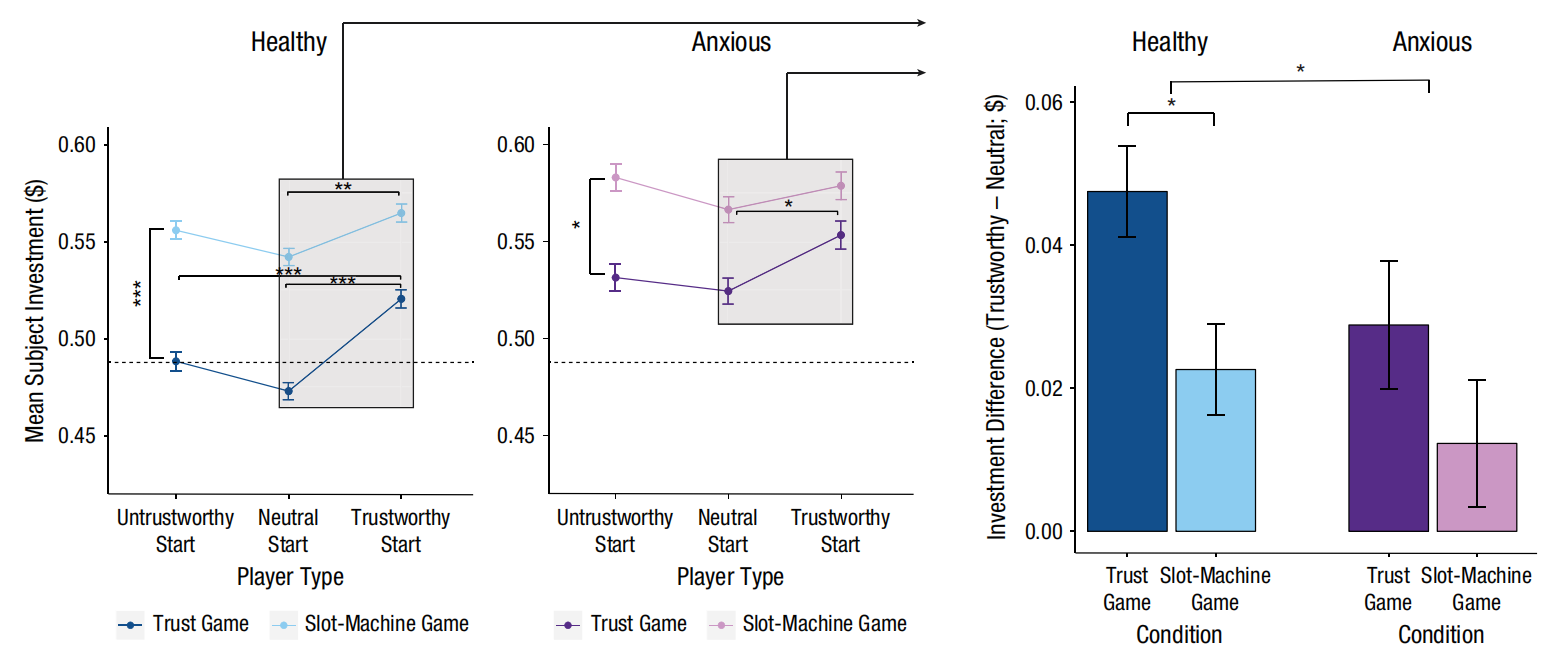 Healthy
Anxious
Mean Subject Investment ($)
0.60
0.55
0.50
0.45
**
***
***
***
Untrustworthy Start
Neutral Start
Trustworthy Start
Player Type
Trust Game
Slot-Machine Game
0.60
0.55
0.50
0.45
*
*
Untrustworthy Start
Neutral Start
Trustworthy Start
Player Type
Trust Game
Slot-Machine Game
Healthy
Anxious
Investment Difference (Trustworthy – Neutral; $)
0.06
0.04
0.02
0.00
*
*
Trust Game
Slot-Machine Game
Trust Game
Slot-Machine Game
Condition
Condition